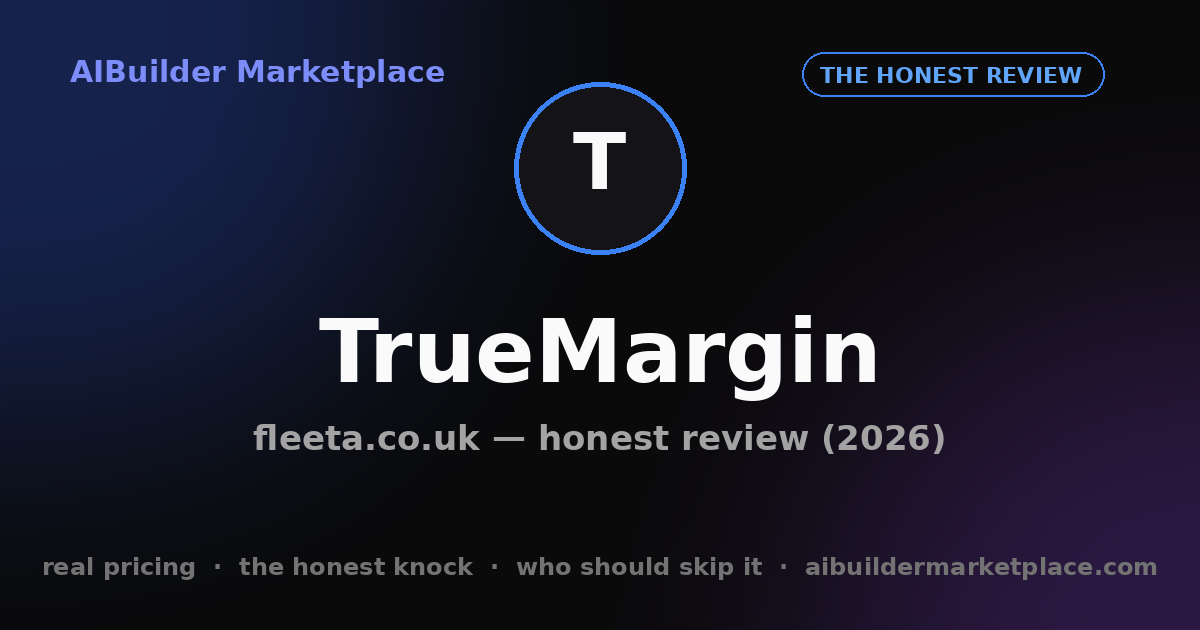 AIBuilder Marketplace
THE HONEST REVIEW
T
TrueMargin
fleeta.co.uk — honest review (2026)
real pricing · the honest knock · who should skip it · aibuildermarketplace.com